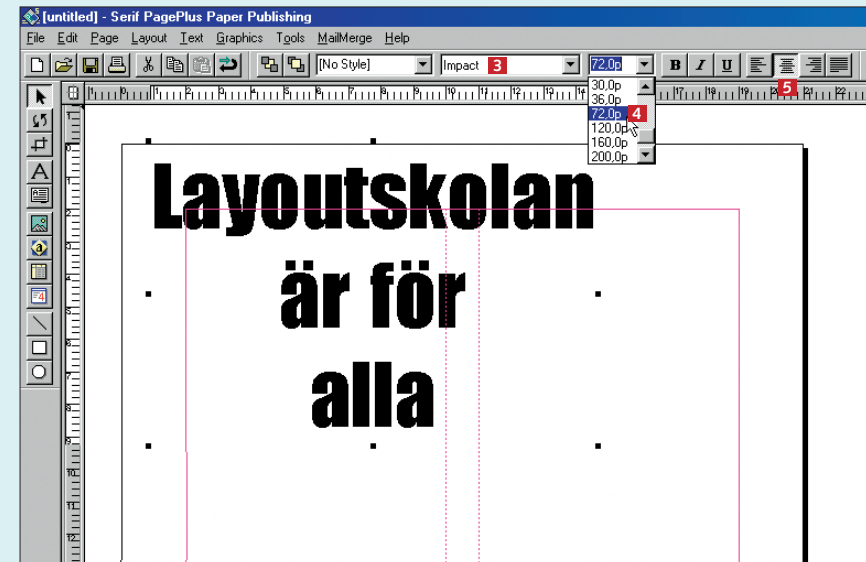 [untitled] - Serif PagePlus Paper Publishing
File Edit Page Layout Text Graphics Tools MailMerge Help
[No Style] Impact 3 72,0p B I U
30,0p
36,0p
72,0p 4
120,0p
160,0p
200,0p
5
Layoutskolan
är för
alla